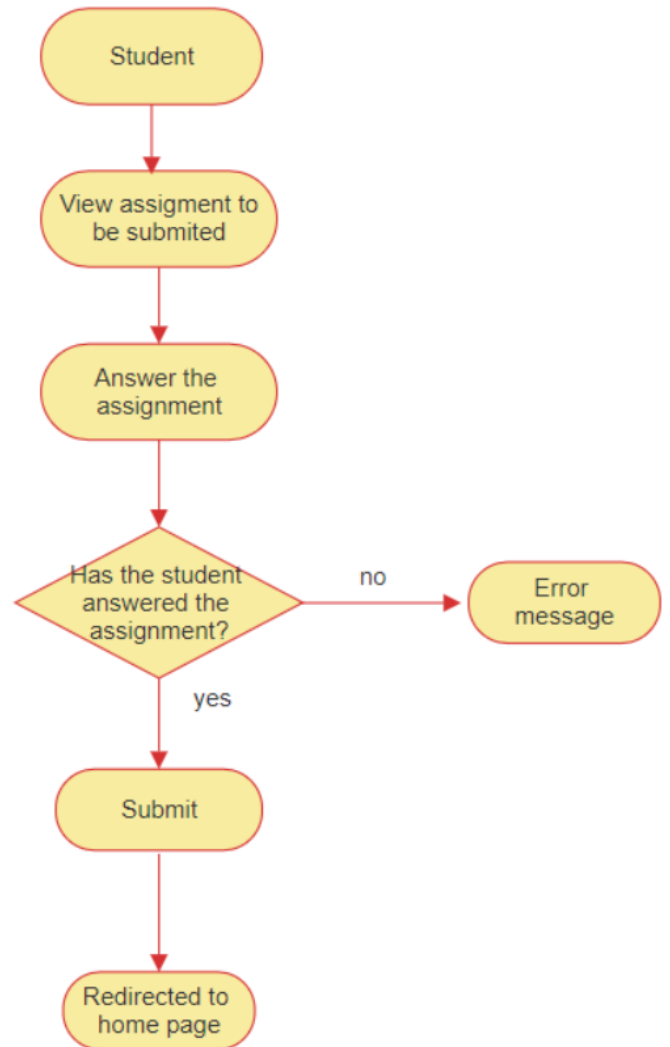 Student
View assigment to
be submited
Answer the
assignment
Has the student
answered the
assignment?
no
Error
message
yes
Submit
Redirected to
home page